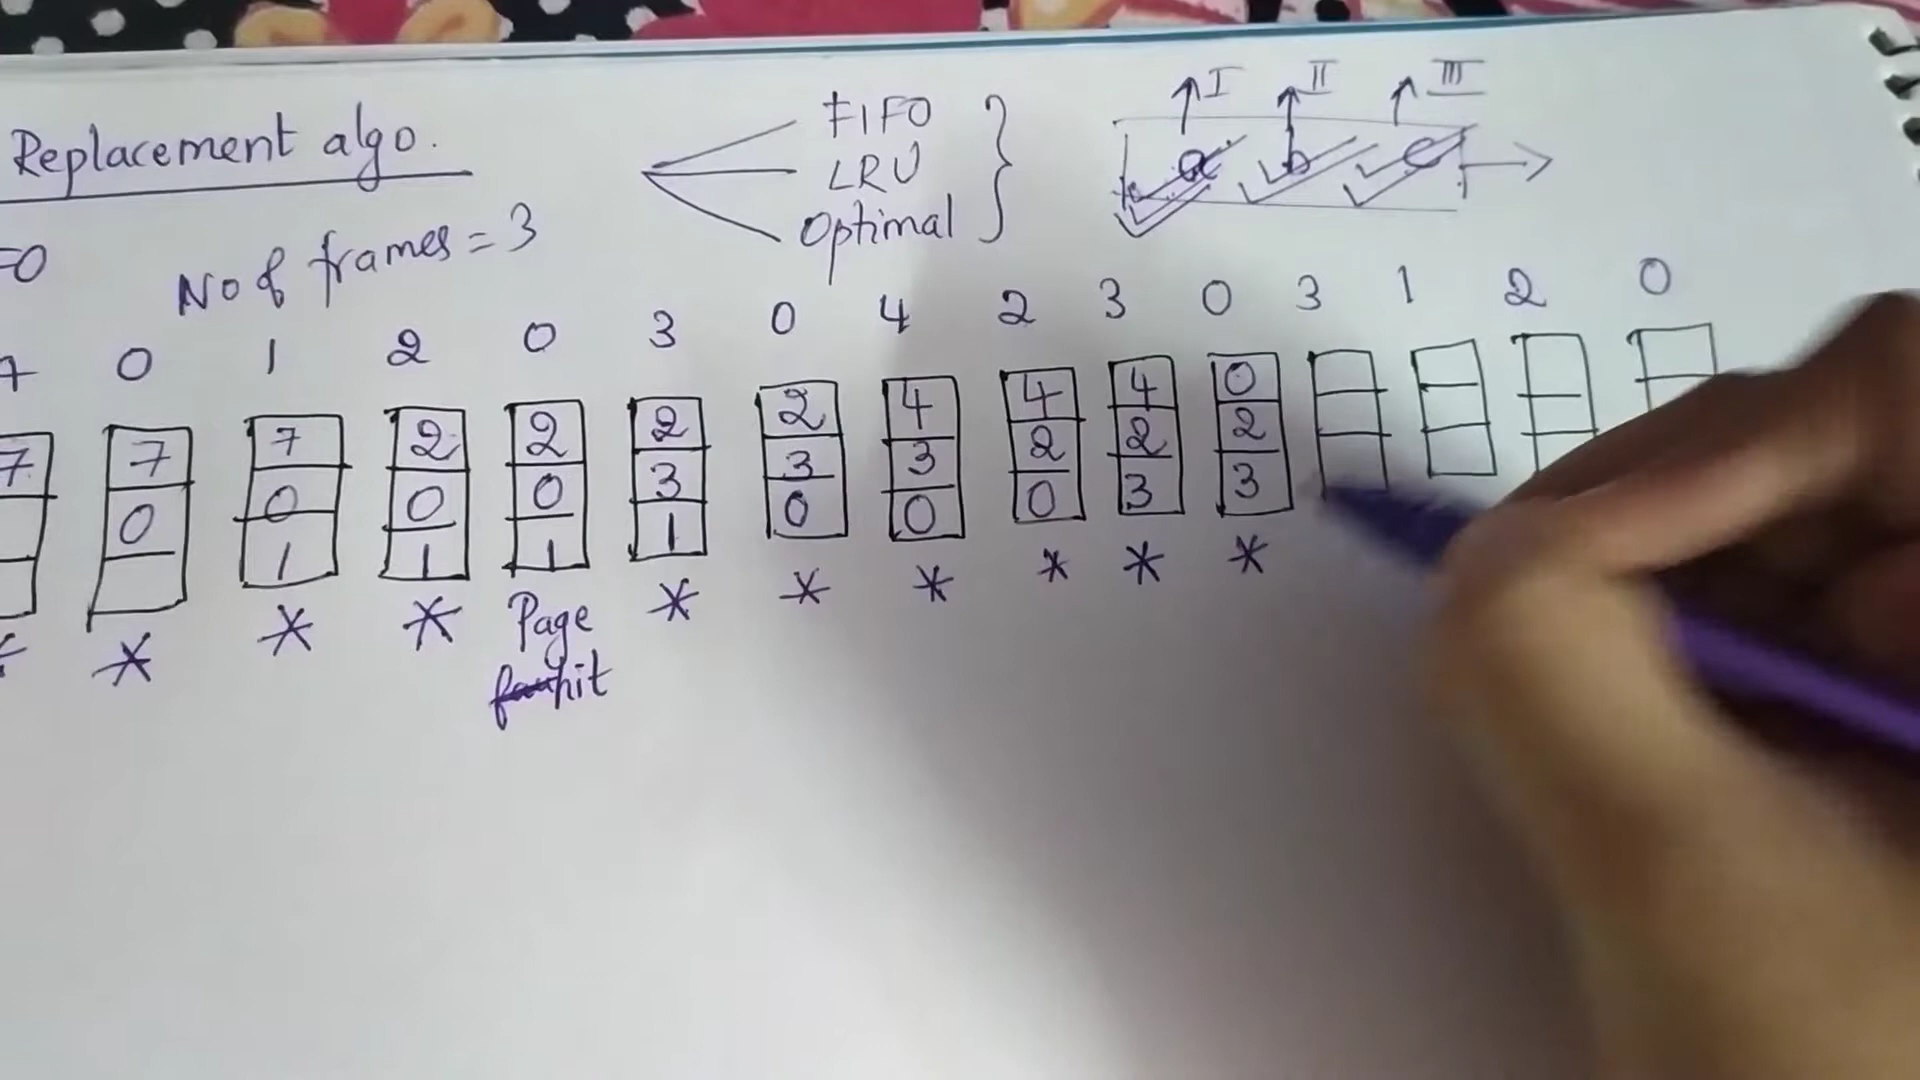 Replacement algo.
FIFO
LRU
Optimal
I II III
a b c
=0
No of frames = 3
7 0 1 2 0 3 0 4 2 3 0 3 1 2 0
7 7 7 2 2 2 2 4 4 4 0
0 0 0 0 3 3 3 2 2 2
1 1 1 1 0 0 0 3 3
* * * * * * * * * *
Page
hit